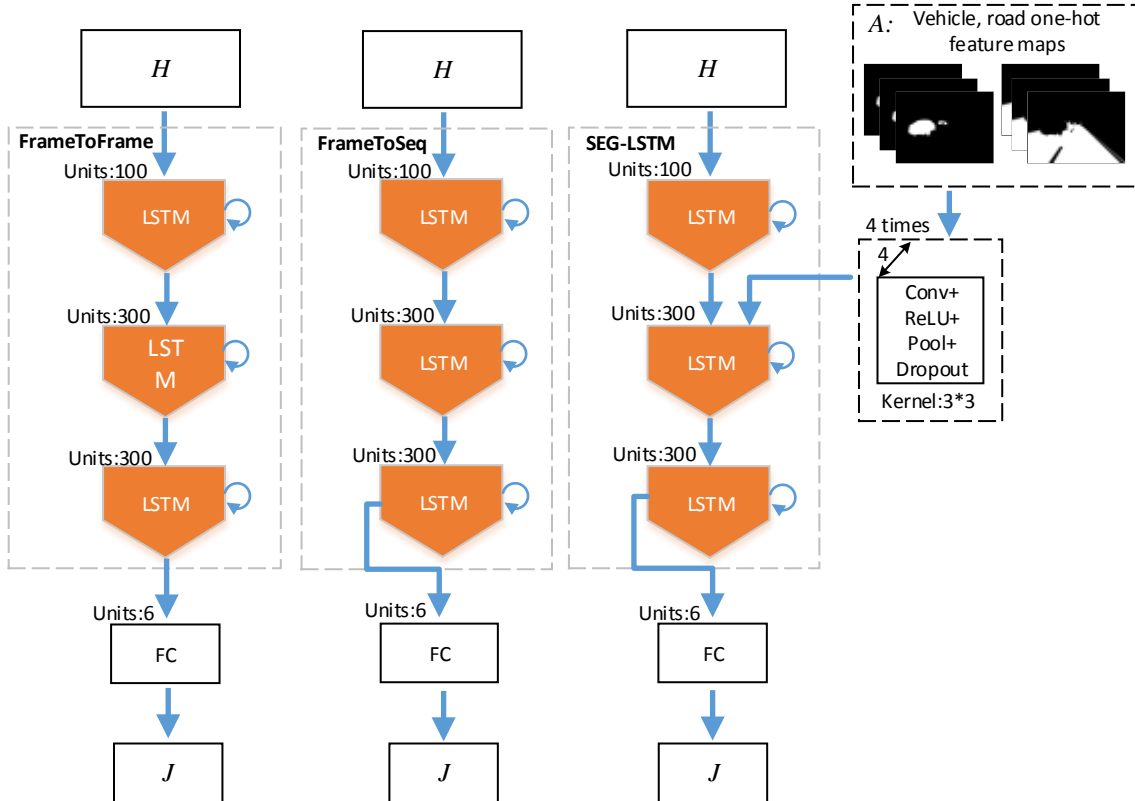 H
FrameToFrame
Units:100
LSTM
Units:300
LST
M
Units:300
LSTM
Units:6
FC
J
H
FrameToSeq
Units:100
LSTM
Units:300
LSTM
Units:300
LSTM
Units:6
FC
J
H
SEG-LSTM
Units:100
LSTM
Units:300
LSTM
Units:300
LSTM
Units:6
FC
J
A: Vehicle, road one-hot
feature maps
4 times
4
Conv+
ReLU+
Pool+
Dropout
Kernel:3*3